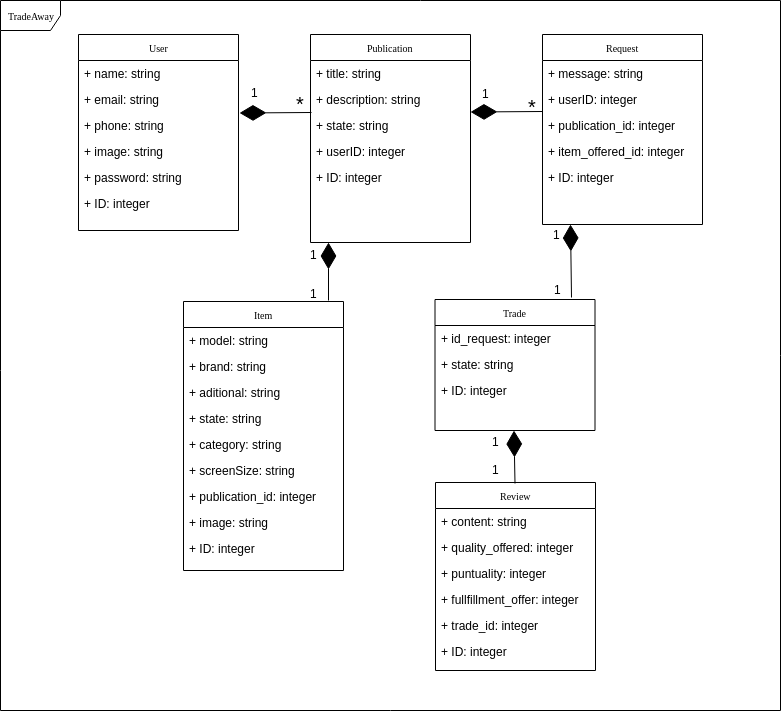 TradeAway
User
+ name: string
+ email: string
+ phone: string
+ image: string
+ password: string
+ ID: integer
1
*
Publication
+ title: string
+ description: string
+ state: string
+ userID: integer
+ ID: integer
1
*
Request
+ message: string
+ userID: integer
+ publication_id: integer
+ item_offered_id: integer
+ ID: integer
1
1
Item
+ model: string
+ brand: string
+ aditional: string
+ state: string
+ category: string
+ screenSize: string
+ publication_id: integer
+ image: string
+ ID: integer
1
1
Trade
+ id_request: integer
+ state: string
+ ID: integer
1
1
Review
+ content: string
+ quality_offered: integer
+ puntuality: integer
+ fullfillment_offer: integer
+ trade_id: integer
+ ID: integer